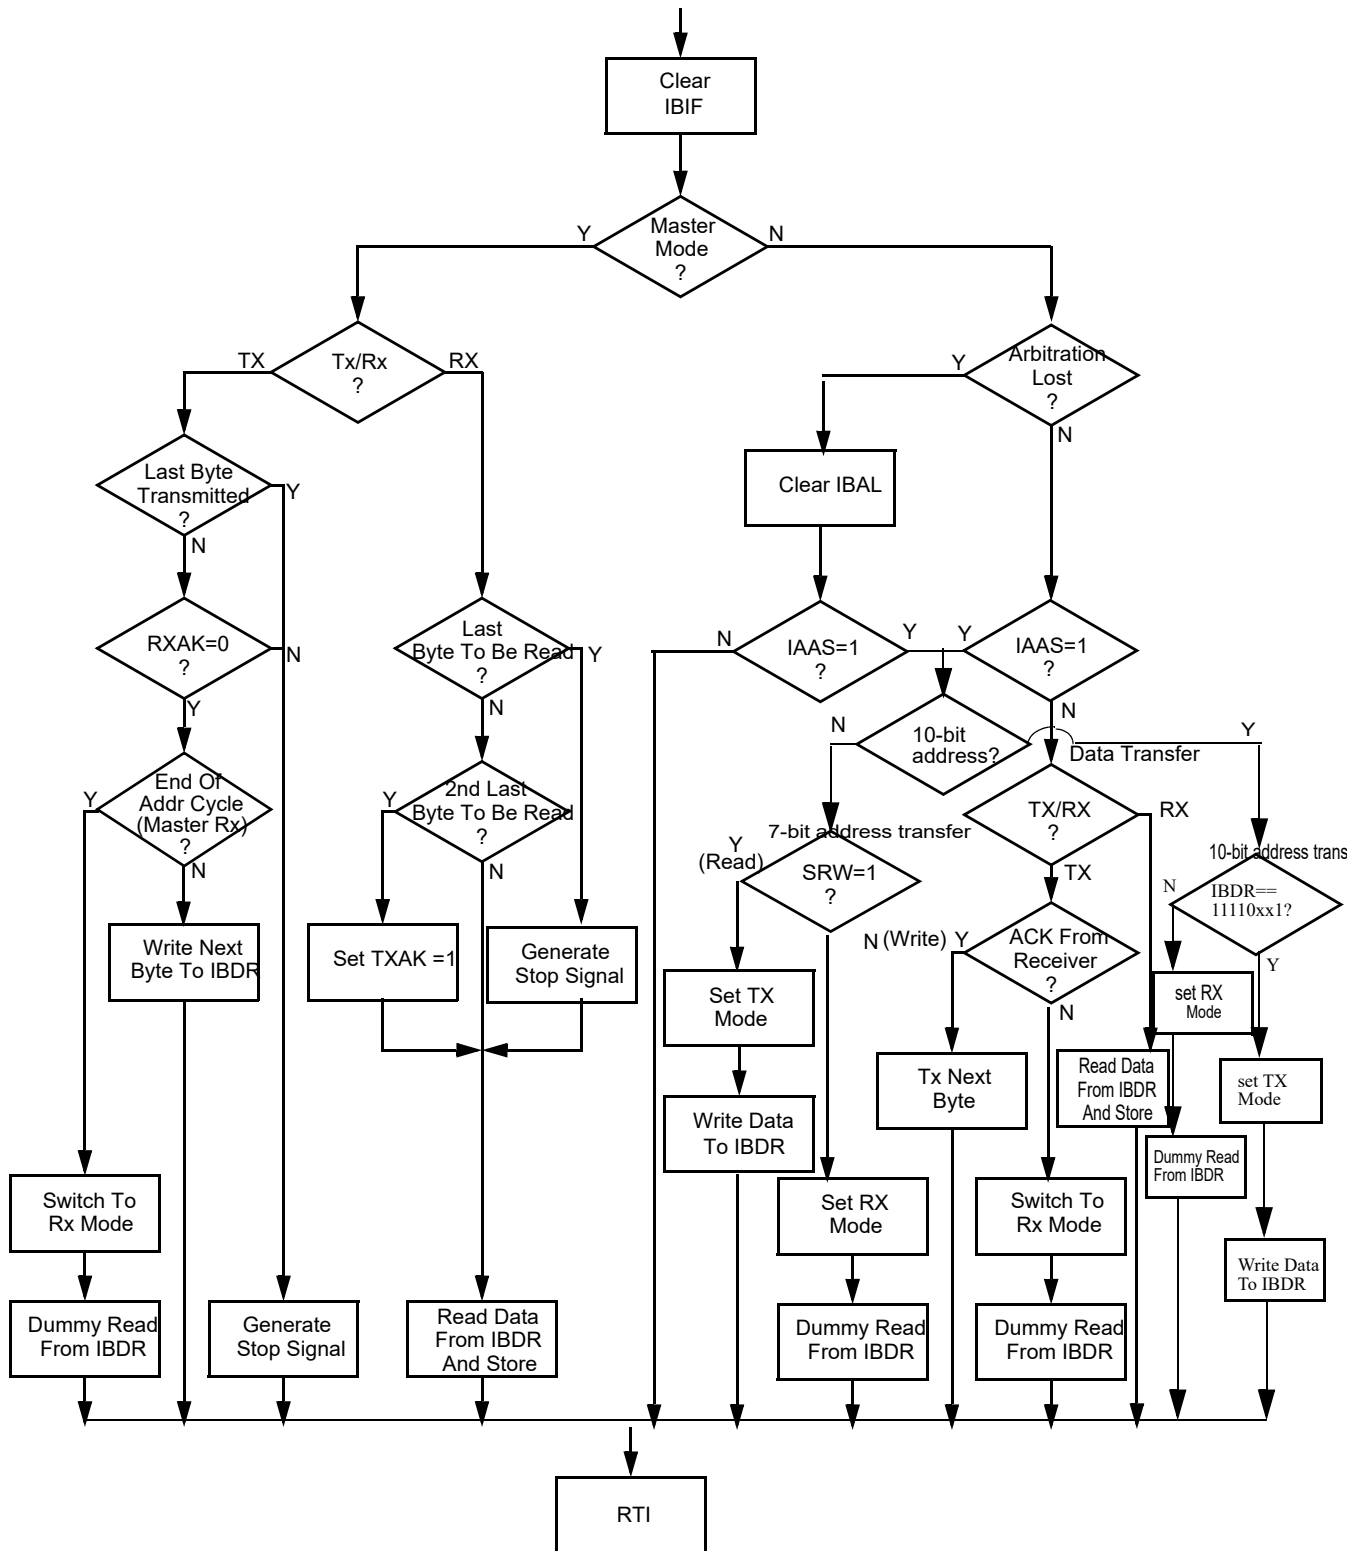 Clear
IBIF
Master
Mode
?
Y
N
Tx/Rx
?
TX
RX
Arbitration
Lost
?
Y
N
Last Byte
Transmitted
?
Y
N
Clear IBAL
RXAK=0
?
N
Y
Last
Byte To Be Read
?
Y
N
IAAS=1
?
N
Y
IAAS=1
?
Y
N
10-bit
address?
N
Y
Data Transfer
End Of
Addr Cycle
(Master Rx)
?
Y
N
2nd Last
Byte To Be Read
?
Y
N
7-bit address transfer
SRW=1
?
Y
(Read)
N (Write)
TX/RX
?
RX
TX
10-bit address trans
IBDR==
11110xx1?
N
Y
Write Next
Byte To IBDR
Set TXAK =1
Generate
Stop Signal
Set TX
Mode
ACK From
Receiver
?
Y
N
set RX
Mode
Tx Next
Byte
Read Data
From IBDR
And Store
set TX
Mode
Write Data
To IBDR
Dummy Read
From IBDR
Switch To
Rx Mode
Set RX
Mode
Switch To
Rx Mode
Write Data
To IBDR
Dummy Read
From IBDR
Generate
Stop Signal
Read Data
From IBDR
And Store
Dummy Read
From IBDR
Dummy Read
From IBDR
RTI